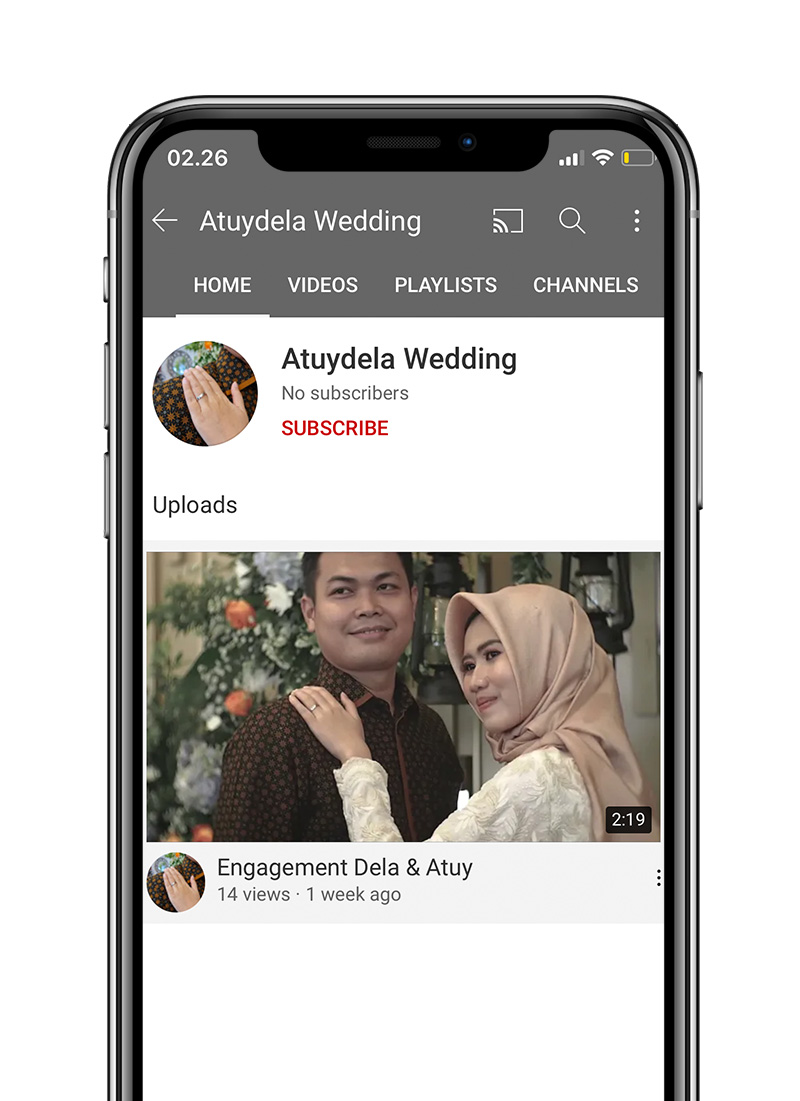 02.26
Atuydela Wedding
HOME VIDEOS PLAYLISTS CHANNELS
Atuydela Wedding
No subscribers
SUBSCRIBE
Uploads
2:19
Engagement Dela & Atuy
14 views · 1 week ago